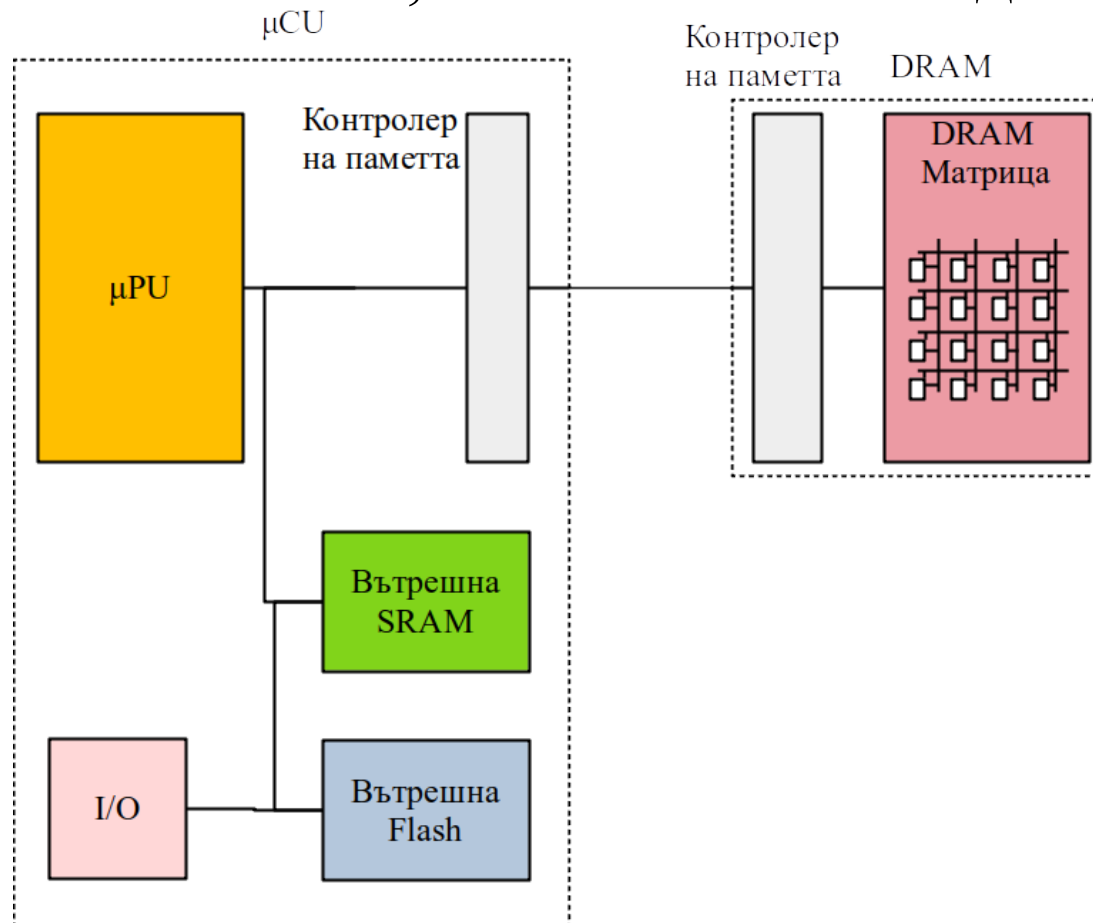 μCU
Контролер
на паметта
DRAM
Контролер
на паметта
DRAM
Матрица
μPU
Вътрешна
SRAM
I/O
Вътрешна
Flash